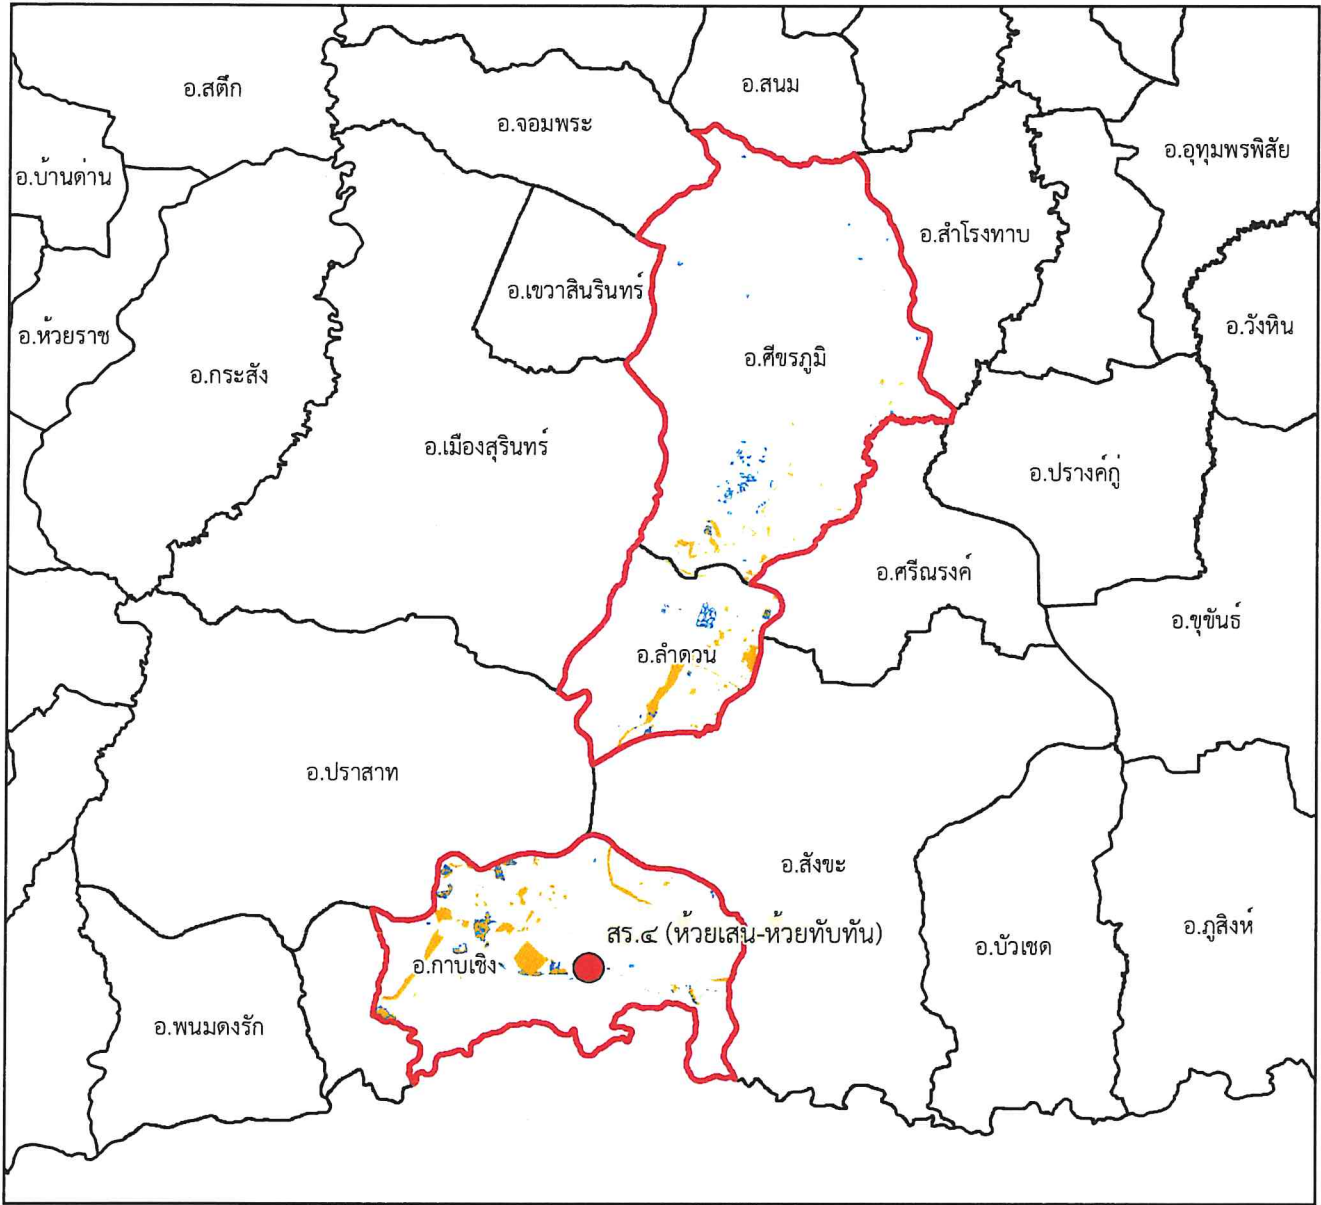 อ.สตึก
อ.สนม
อ.จอมพระ
อ.อุทุมพรพิสัย
อ.บ้านด่าน
อ.สำโรงทาบ
อ.เขวาสินรินทร์
อ.ห้วยราช
อ.วังหิน
อ.ศีขรภูมิ
อ.กระสัง
อ.เมืองสุรินทร์
อ.ปรางค์กู่
อ.ศรีณรงค์
อ.ขุขันธ์
อ.ลำดวน
อ.ปราสาท
อ.สังขะ
อ.ภูสิงห์
สร.๔ (ห้วยเสน-ห้วยทับทัน)
อ.บัวเชด
อ.กาบเชิง
อ.พนมดงรัก